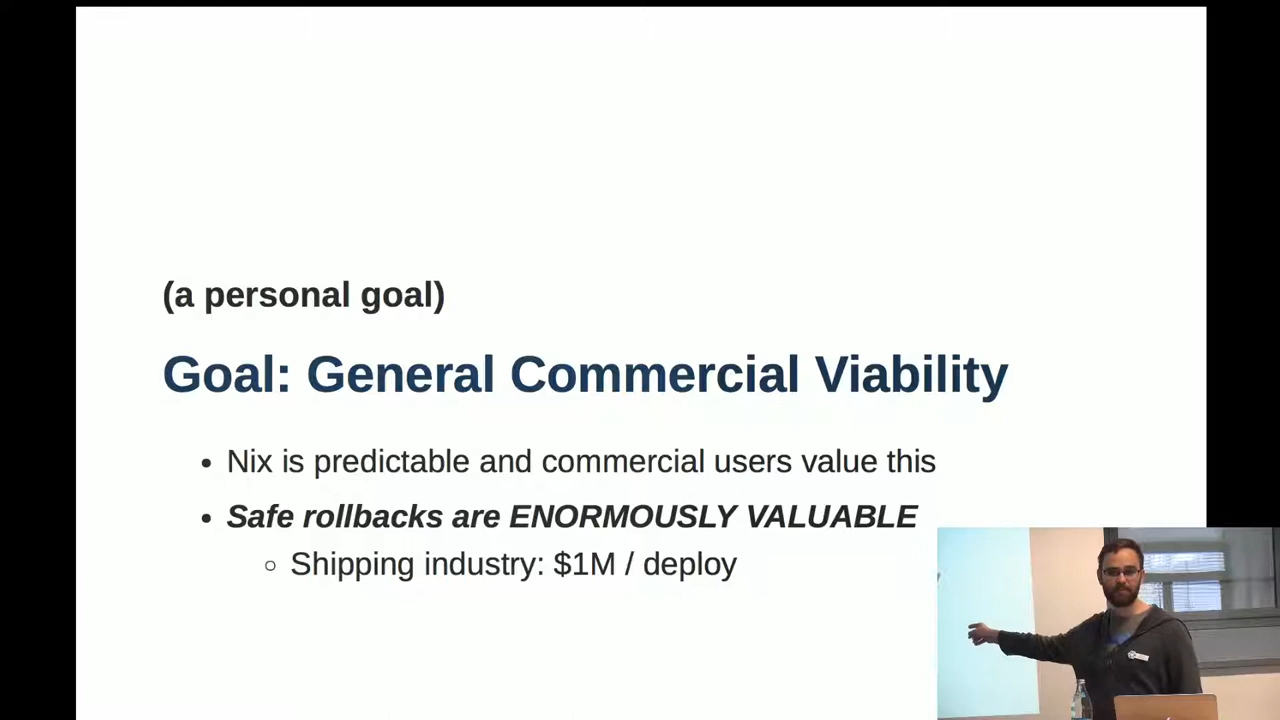 (a personal goal)
Goal: General Commercial Viability
• Nix is predictable and commercial users value this
• Safe rollbacks are ENORMOUSLY VALUABLE
○ Shipping industry: $1M / deploy